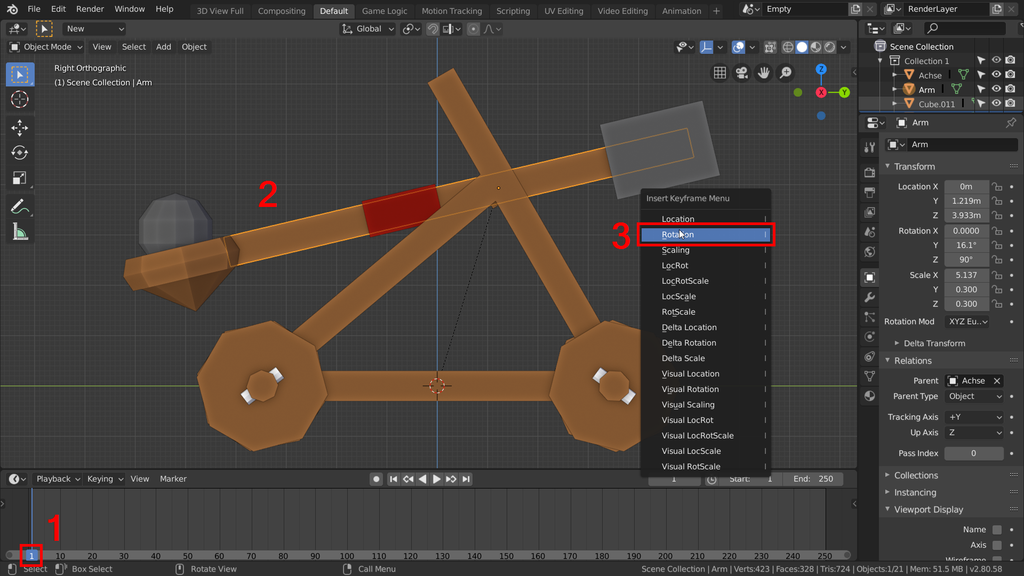 File Edit Render Window Help 3D View Full Compositing Default Game Logic Motion Tracking Scripting UV Editing Video Editing Animation + Empty RenderLayer
New Global
Object Mode View Select Add Object
Right Orthographic
(1) Scene Collection | Arm
Z
X
Y
2
3
1
Insert Keyframe Menu
Location
Rotation
Scaling
LocRot
LocRotScale
LocScale
RotScale
Delta Location
Delta Rotation
Delta Scale
Visual Location
Visual Rotation
Visual Scaling
Visual LocRot
Visual LocRotScale
Visual LocScale
Visual RotScale
Scene Collection
Collection 1
Achse
Arm
Cube.011
Arm
Arm
Transform
Location X 0m
Y 1.219m
Z 3.933m
Rotation X 0.0000
Y 16.1°
Z 90°
Scale X 5.137
Y 0.300
Z 0.300
Rotation Mod XYZ Eu..
Delta Transform
Relations
Parent Achse
Parent Type Object
Tracking Axis +Y
Up Axis Z
Pass Index 0
Collections
Instancing
Viewport Display
Name
Axis
Playback Keying View Marker 1 Start: 1 End: 250
1 10 20 30 40 50 60 70 80 90 100 110 120 130 140 150 160 170 180 190 200 210 220 230 240 250
Select Box Select Rotate View Call Menu Scene Collection | Arm | Verts:423 | Faces:328 | Tris:724 | Objects:1/21 | Mem: 51.5 MB | v2.80.58